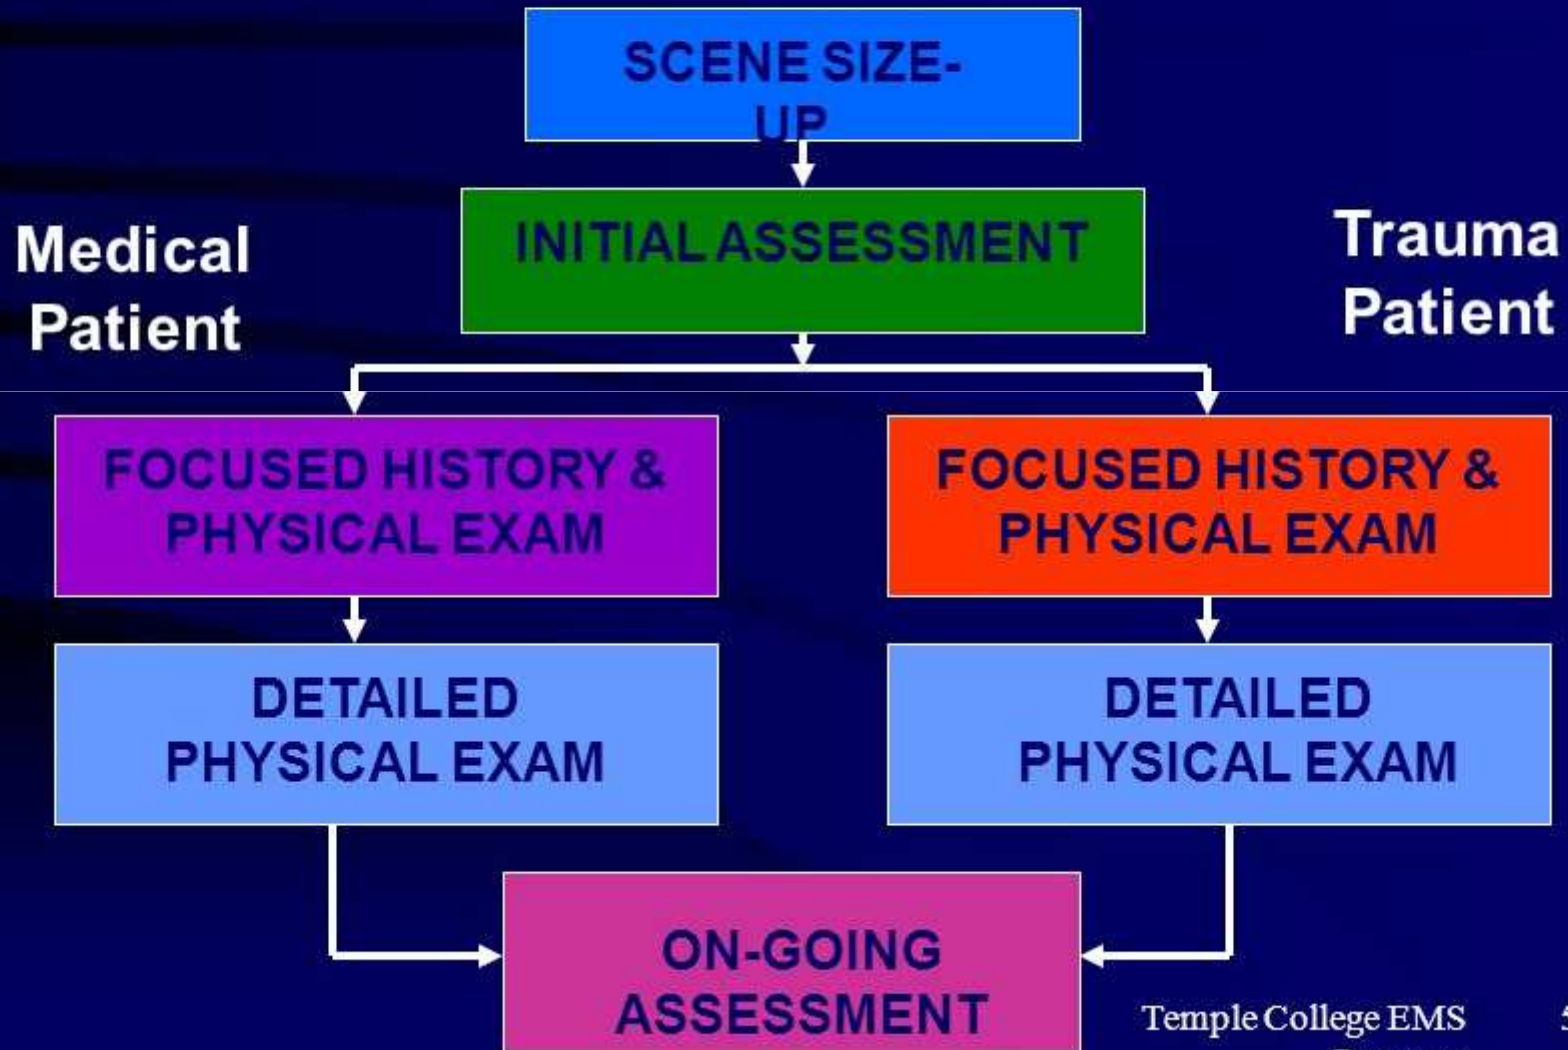 SCENE SIZE-
UP
INITIAL ASSESSMENT
Medical
Patient
Trauma
Patient
FOCUSED HISTORY &
PHYSICAL EXAM
FOCUSED HISTORY &
PHYSICAL EXAM
DETAILED
PHYSICAL EXAM
DETAILED
PHYSICAL EXAM
ON-GOING
ASSESSMENT
Temple College EMS